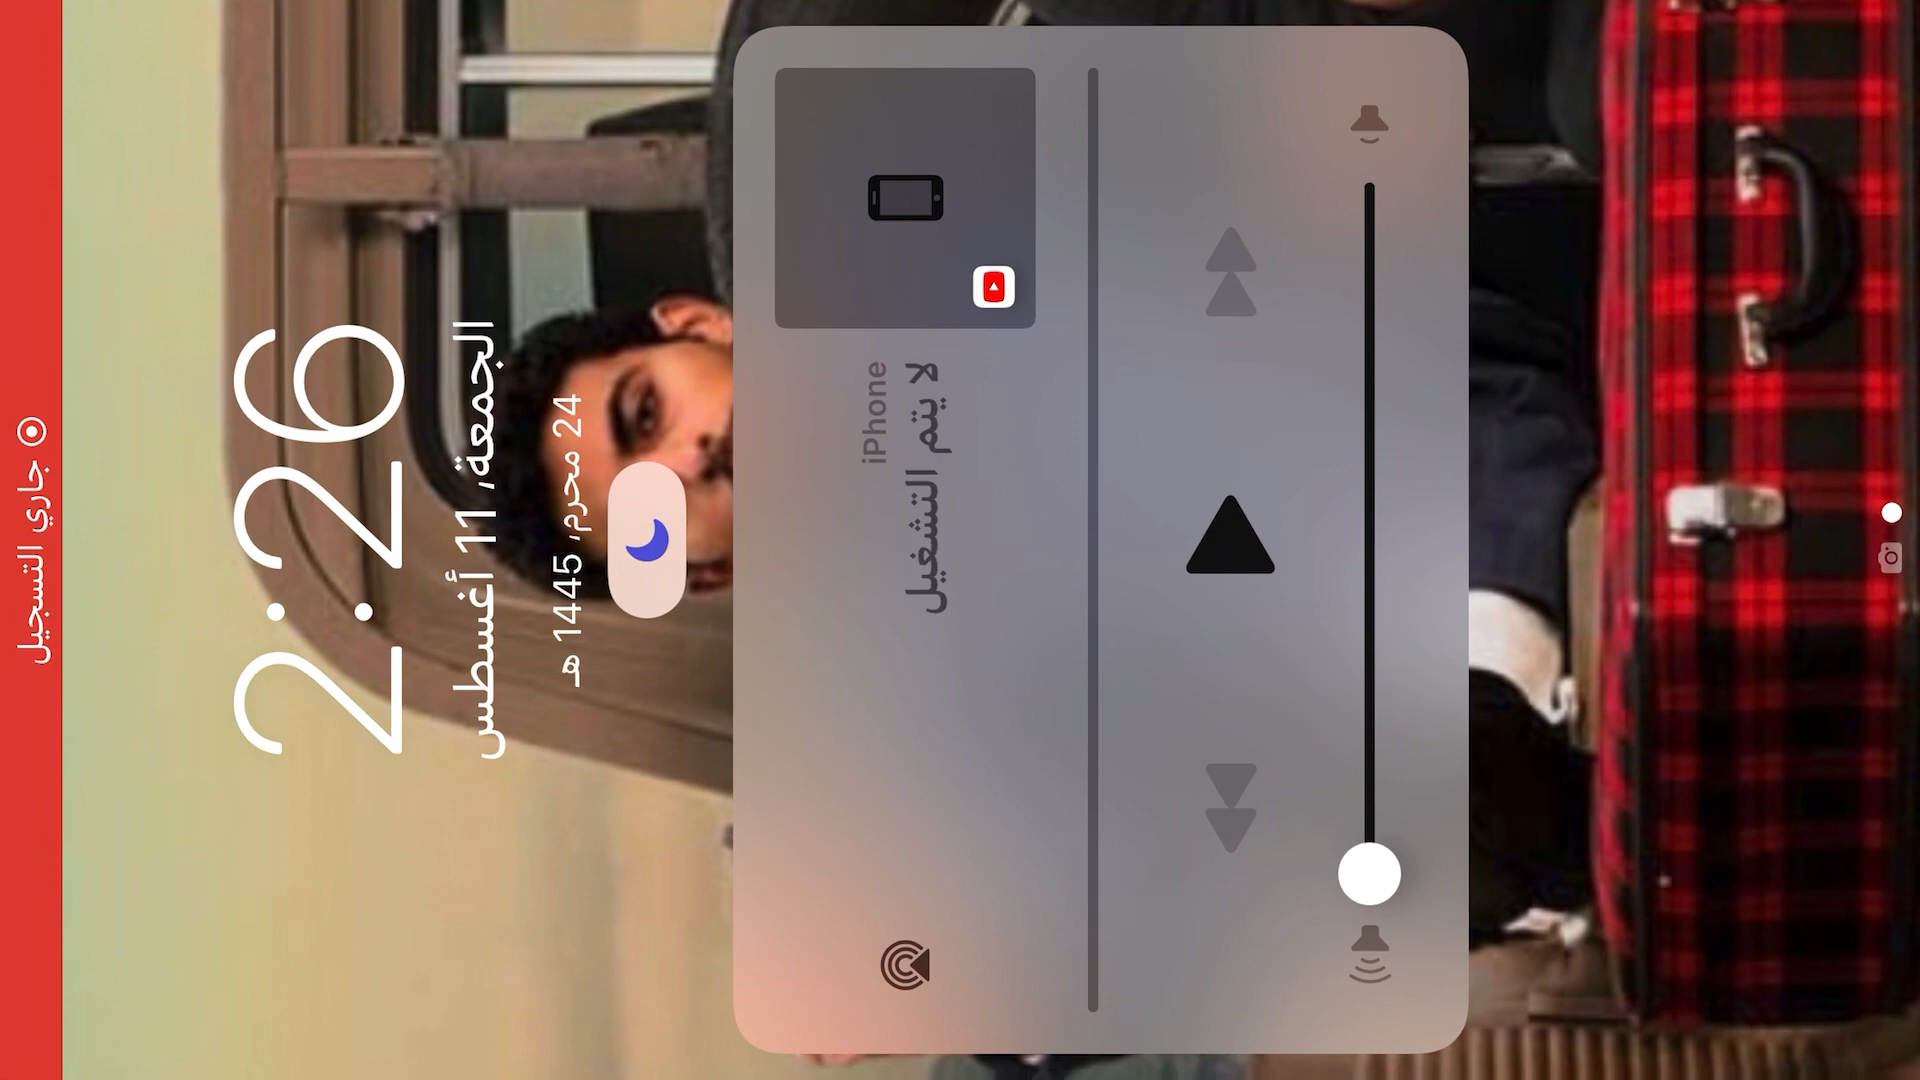 جاري التسجيل
2:26
الجمعة، 11 أغسطس
24 محرم، 1445 هـ
iPhone
لا يتم التشغيل